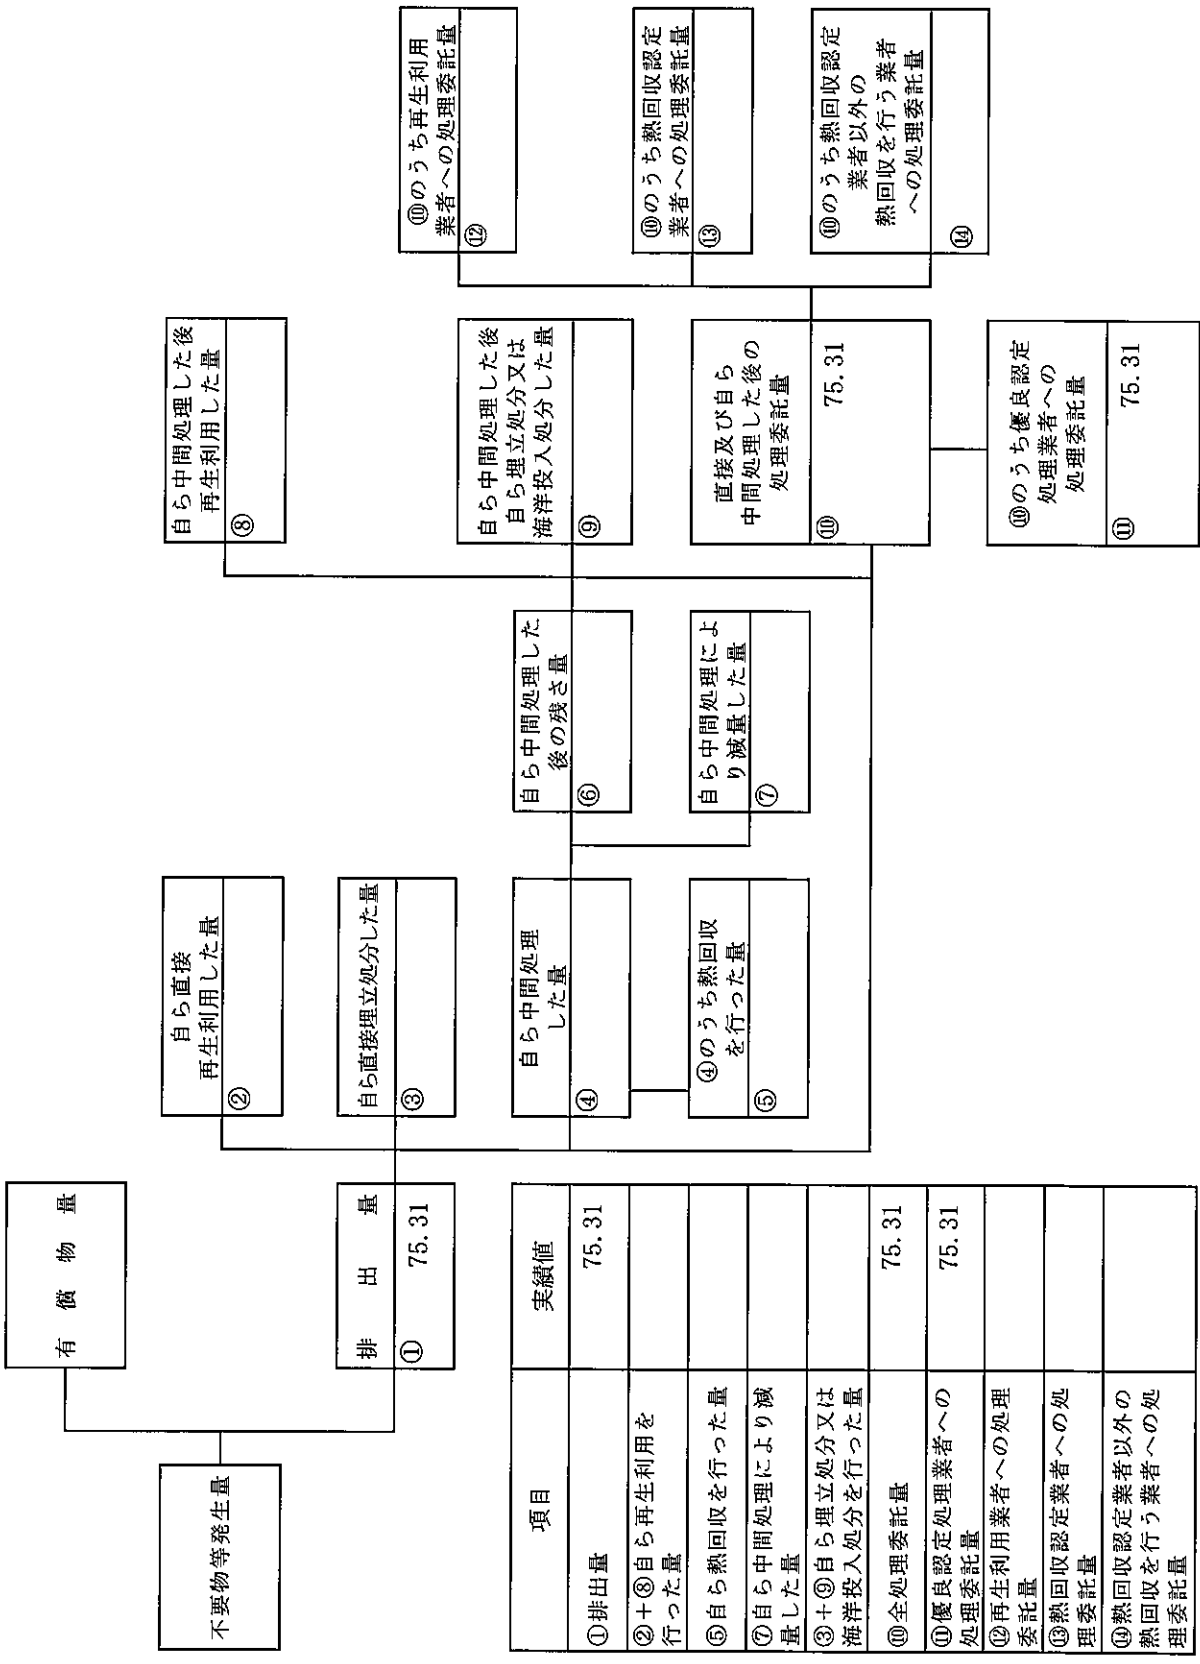 不要物等発生量
有償物量
排出量
① 75.31
自ら直接
再生利用した量
②
自ら直接埋立処分した量
③
自ら中間処理
した量
④
④のうち熱回収
を行った量
⑤
自ら中間処理した
後の残さ量
⑥
自ら中間処理によ
り減量した量
⑦
自ら中間処理した後
再生利用した量
⑧
自ら中間処理した後
自ら埋立処分又は
海洋投入処分した量
⑨
直接及び自ら
中間処理した後の
処理委託量
⑩ 75.31
⑩のうち優良認定
処理業者への
処理委託量
⑪ 75.31
⑩のうち再生利用
業者への処理委託量
⑫
⑩のうち熱回収認定
業者への処理委託量
⑬
⑩のうち熱回収認定
業者以外の
熱回収を行う業者
への処理委託量
⑭
項目 実績値
①排出量 75.31
②+⑧自ら再生利用を
行った量
⑤自ら熱回収を行った量
⑦自ら中間処理により減
量した量
③+⑨自ら埋立処分又は
海洋投入処分を行った量
⑩全処理委託量 75.31
⑪優良認定処理業者への
処理委託量 75.31
⑫再生利用業者への処理
委託量
⑬熱回収認定業者への処
理委託量
⑭熱回収認定業者以外の
熱回収を行う業者への処
理委託量